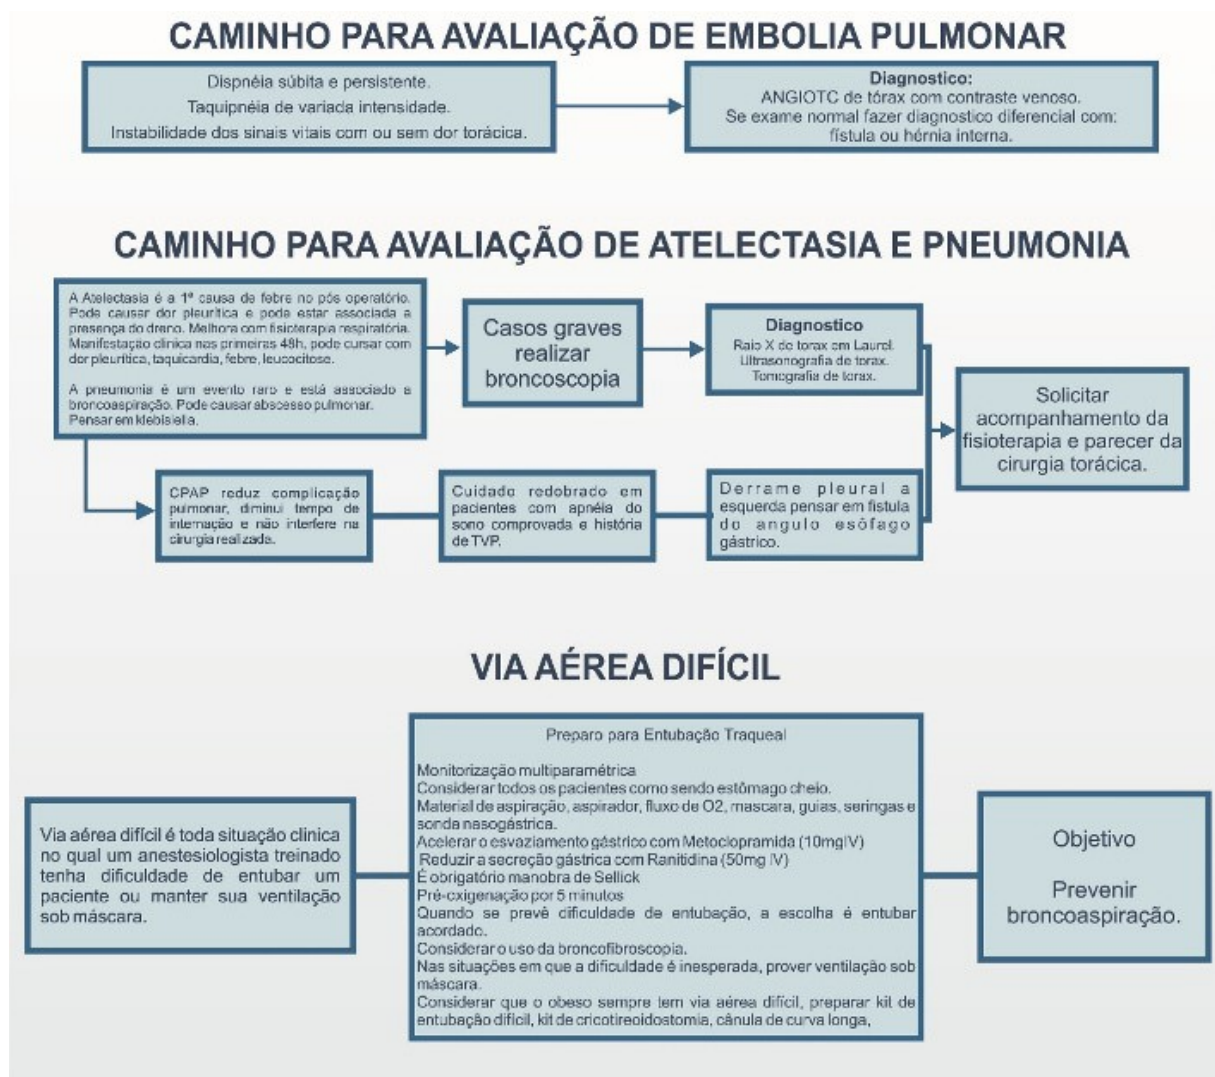 CAMINHO PARA AVALIAÇÃO DE EMBOLIA PULMONAR
Dispnéia súbita e persistente.
Taquipnéia de variada intensidade.
Instabilidade dos sinais vitais com ou sem dor torácica.
Diagnostico:
ANGIOTC de tórax com contraste venoso.
Se exame normal fazer diagnostico diferencial com:
fístula ou hérnia interna.
CAMINHO PARA AVALIAÇÃO DE ATELECTASIA E PNEUMONIA
A Atelectasia é a 1ª causa de febre no pós operatório.
Pode causar dor pleurítica e pode estar associada a
presença do dreno. Melhora com fisioterapia respiratória.
Manifestação clinica nas primeiras 48h, pode cursar com
dor pleurítica, taquicardia, febre, leucocitose.
A pneumonia é um evento raro e está associado a
broncoaspiração. Pode causar abscesso pulmonar.
Pensar em klebisiella.
Casos graves
realizar
broncoscopia
Diagnostico
Raio X de torax em Laurel.
Ultrasonografia de torax.
Tomografia de torax.
Solicitar
acompanhamento da
fisioterapia e parecer da
cirurgia torácica.
CPAP reduz complicação
pulmonar, diminui tempo de
internação e não interfere na
cirurgia realizada.
Cuidado redobrado em
pacientes com apnéia do
sono comprovada e história
de TVP.
Derrame pleural a
esquerda pensar em fistula
do angulo esôfago
gástrico.
VIA AÉREA DIFÍCIL
Via aérea difícil é toda situação clinica
no qual um anestesiologista treinado
tenha dificuldade de entubar um
paciente ou manter sua ventilação
sob máscara.
Preparo para Entubação Traqueal
Monitorização multiparamétrica
Considerar todos os pacientes como sendo estômago cheio.
Material de aspiração, aspirador, fluxo de O2, mascara, guias, seringas e
sonda nasogástrica.
Acelerar o esvaziamento gástrico com Metoclopramida (10mgIV)
Reduzir a secreção gástrica com Ranitidina (50mg IV)
É obrigatório manobra de Sellick
Pré-oxigenação por 5 minutos
Quando se prevê dificuldade de entubação, a escolha é entubar
acordado.
Considerar o uso da broncofibroscopia.
Nas situações em que a dificuldade é inesperada, prover ventilação sob
máscara.
Considerar que o obeso sempre tem via aérea difícil, preparar kit de
entubação difícil, kit de cricotireoidostomia, cânula de curva longa,
Objetivo
Prevenir
broncoaspiração.